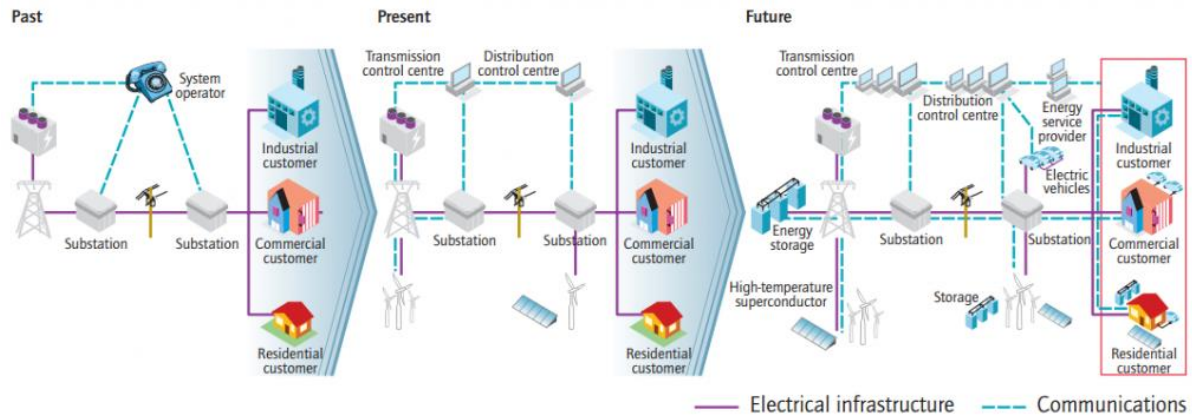 Past
System
operator
Substation
Substation
Industrial
customer
Commercial
customer
Residential
customer
Present
Transmission
control centre
Distribution
control centre
Substation
Substation
Industrial
customer
Commercial
customer
Residential
customer
Future
Transmission
control centre
Distribution
control centre
Energy
service
provider
Electric
vehicles
Energy
storage
Substation
Substation
High-temperature
superconductor
Storage
Industrial
customer
Commercial
customer
Residential
customer
Electrical infrastructure
Communications